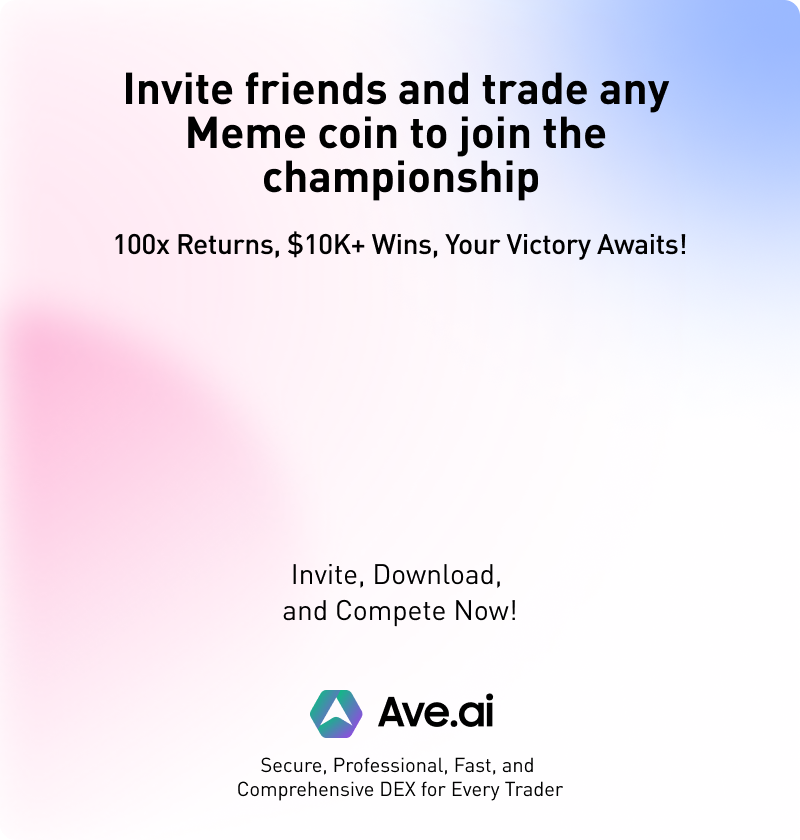 Invite friends and trade any
Meme coin to join the
championship
100x Returns, $10K+ Wins, Your Victory Awaits!
Invite, Download,
and Compete Now!
Ave.ai
Secure, Professional, Fast, and
Comprehensive DEX for Every Trader